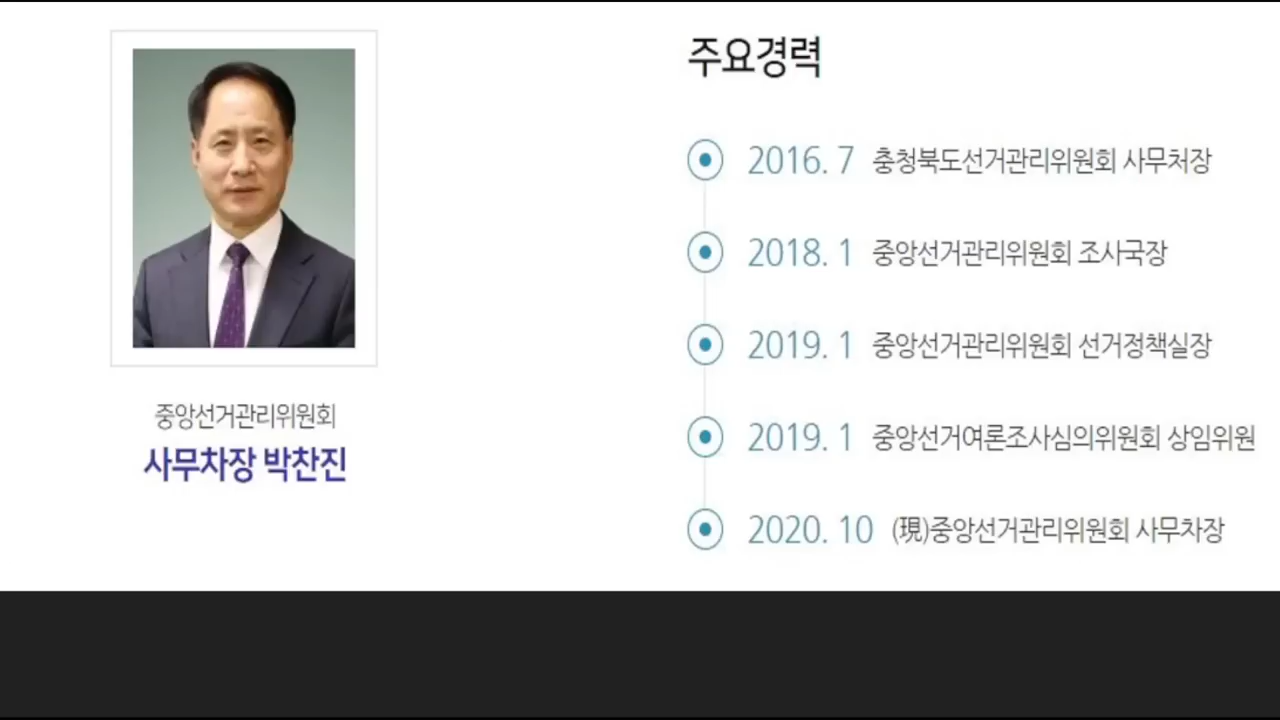 중앙선거관리위원회
사무차장 박찬진
주요경력
2016. 7 충청북도선거관리위원회 사무처장
2018. 1 중앙선거관리위원회 조사국장
2019. 1 중앙선거관리위원회 선거정책실장
2019. 1 중앙선거여론조사심의위원회 상임위원
2020. 10 (現)중앙선거관리위원회 사무차장